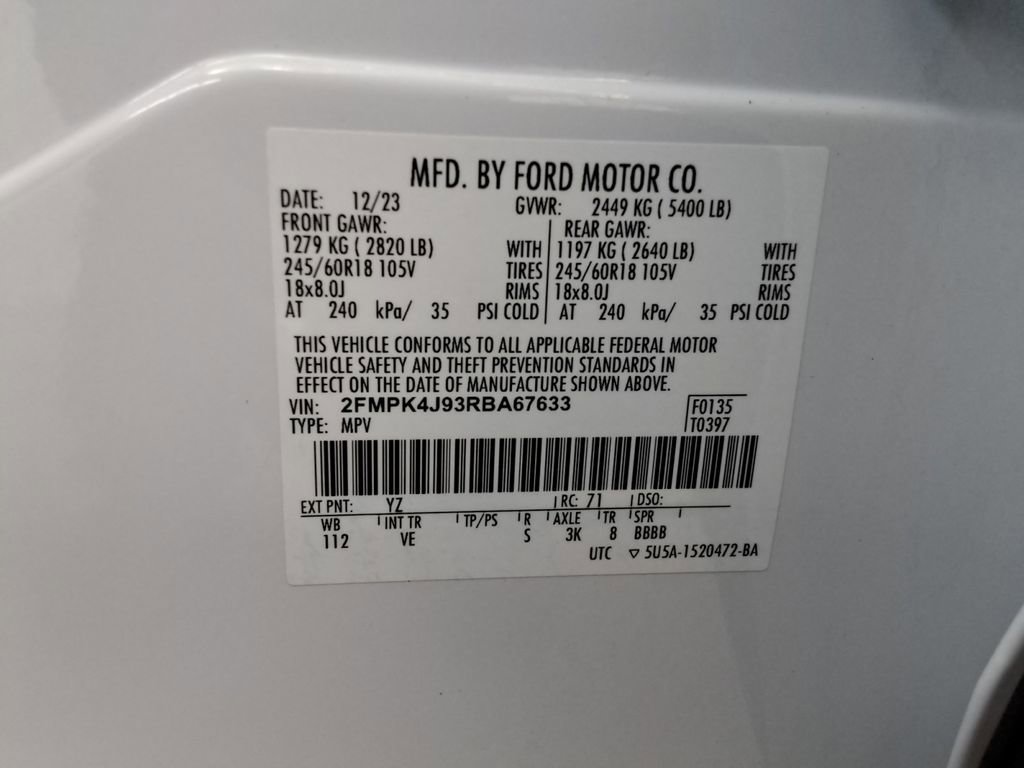 MFD. BY FORD MOTOR CO.
DATE: 12/23 GVWR: 2449 KG ( 5400 LB)
FRONT GAWR: REAR GAWR:
1279 KG ( 2820 LB) WITH 1197 KG ( 2640 LB) WITH
245/60R18 105V TIRES 245/60R18 105V TIRES
18x8.0J RIMS 18x8.0J RIMS
AT 240 kPa/ 35 PSI COLD AT 240 kPa/ 35 PSI COLD
THIS VEHICLE CONFORMS TO ALL APPLICABLE FEDERAL MOTOR
VEHICLE SAFETY AND THEFT PREVENTION STANDARDS IN
EFFECT ON THE DATE OF MANUFACTURE SHOWN ABOVE.
VIN: 2FMPK4J93RBA67633 F0135
TYPE: MPV T0397
EXT PNT: YZ RC: 71 DSO:
WB INT TR TP/PS R AXLE TR SPR
112 VE S 3K 8 BBBB
UTC ▽ 5U5A-1520472-BA